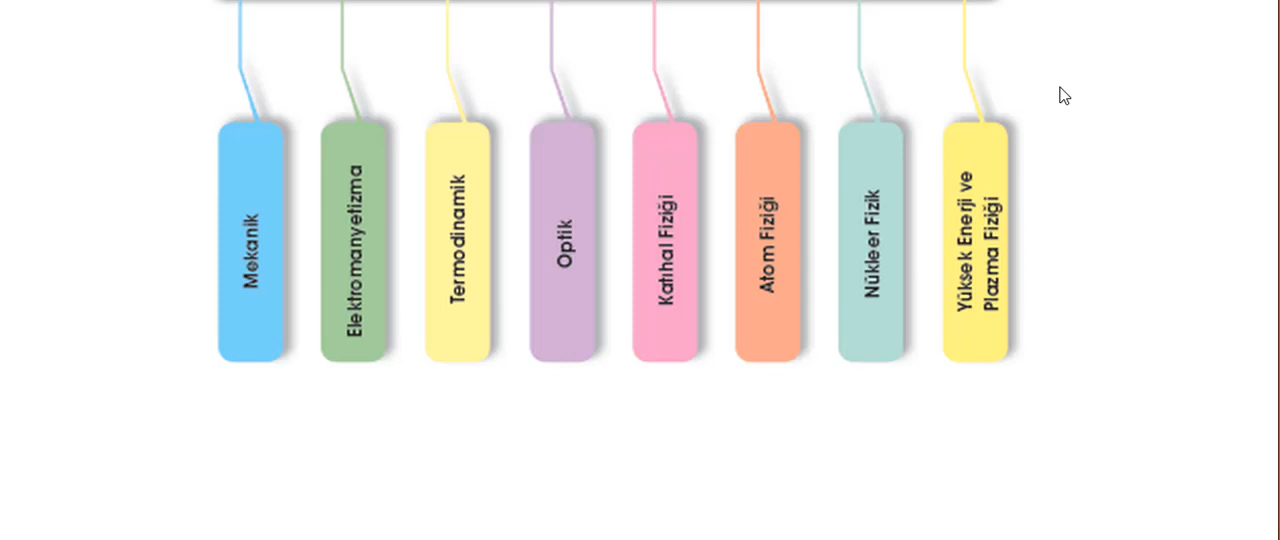 Mekanik
Elektromanyetizma
Termodinamik
Optik
Katıhal Fiziği
Atom Fiziği
Nükleer Fizik
Yüksek Enerji ve
Plazma Fiziği